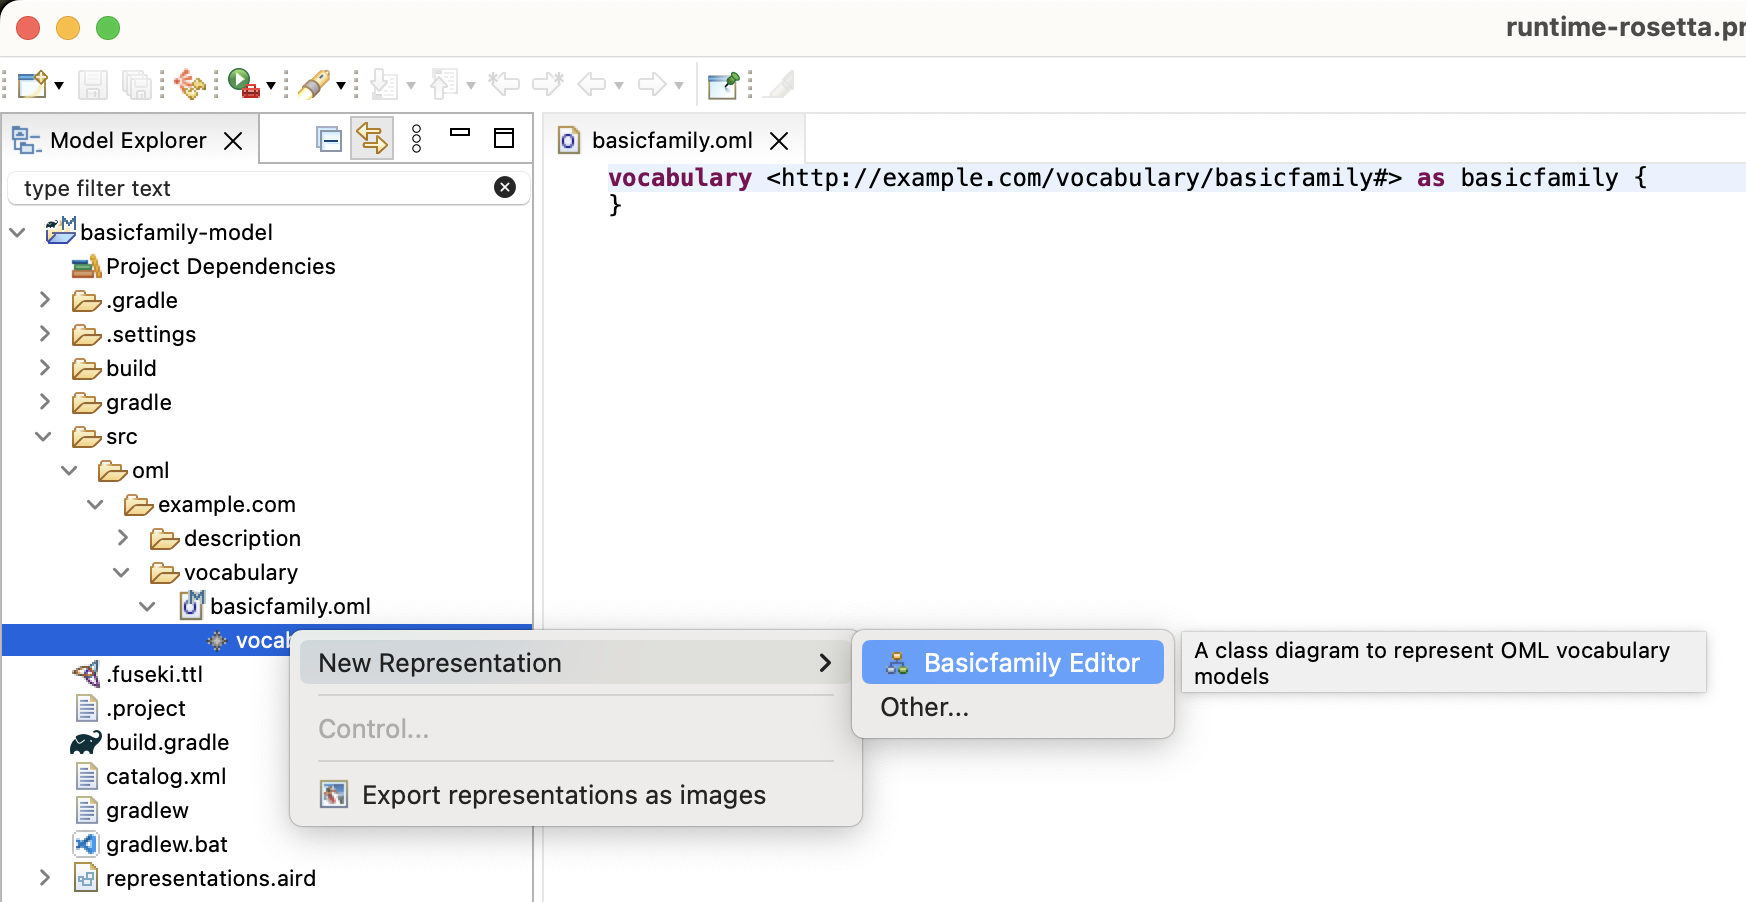 runtime-rosetta.pr
Model Explorer
basicfamily.oml
type filter text
vocabulary <http://example.com/vocabulary/basicfamily#> as basicfamily {
}
basicfamily-model
Project Dependencies
.gradle
.settings
build
gradle
src
oml
example.com
description
vocabulary
basicfamily.oml
vocab
New Representation
Basicfamily Editor
A class diagram to represent OML vocabulary
models
Other...
Control...
Export representations as images
.fuseki.ttl
.project
build.gradle
catalog.xml
gradlew
gradlew.bat
representations.aird